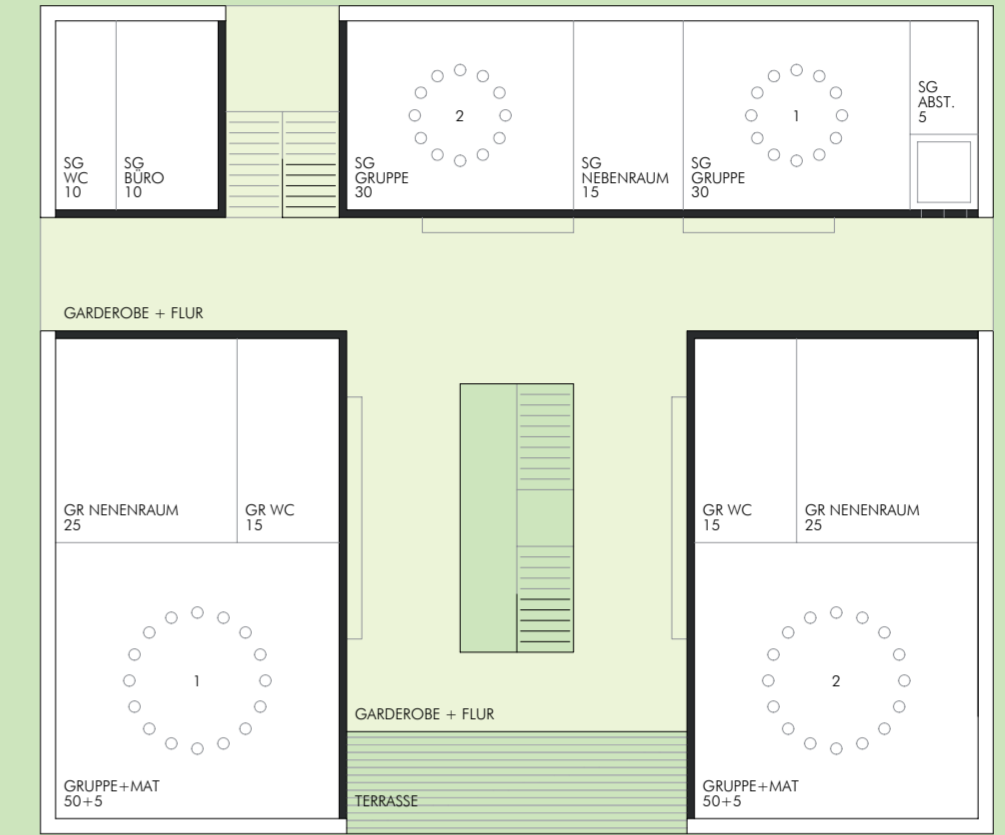 SG
WC
10
SG
BÜRO
10
2
SG
GRUPPE
30
SG
NEBENRAUM
15
1
SG
GRUPPE
30
SG
ABST.
5
GARDEROBE + FLUR
GR NENENRAUM
25
GR WC
15
GR WC
15
GR NENENRAUM
25
1
GRUPPE+MAT
50+5
GARDEROBE + FLUR
TERRASSE
2
GRUPPE+MAT
50+5